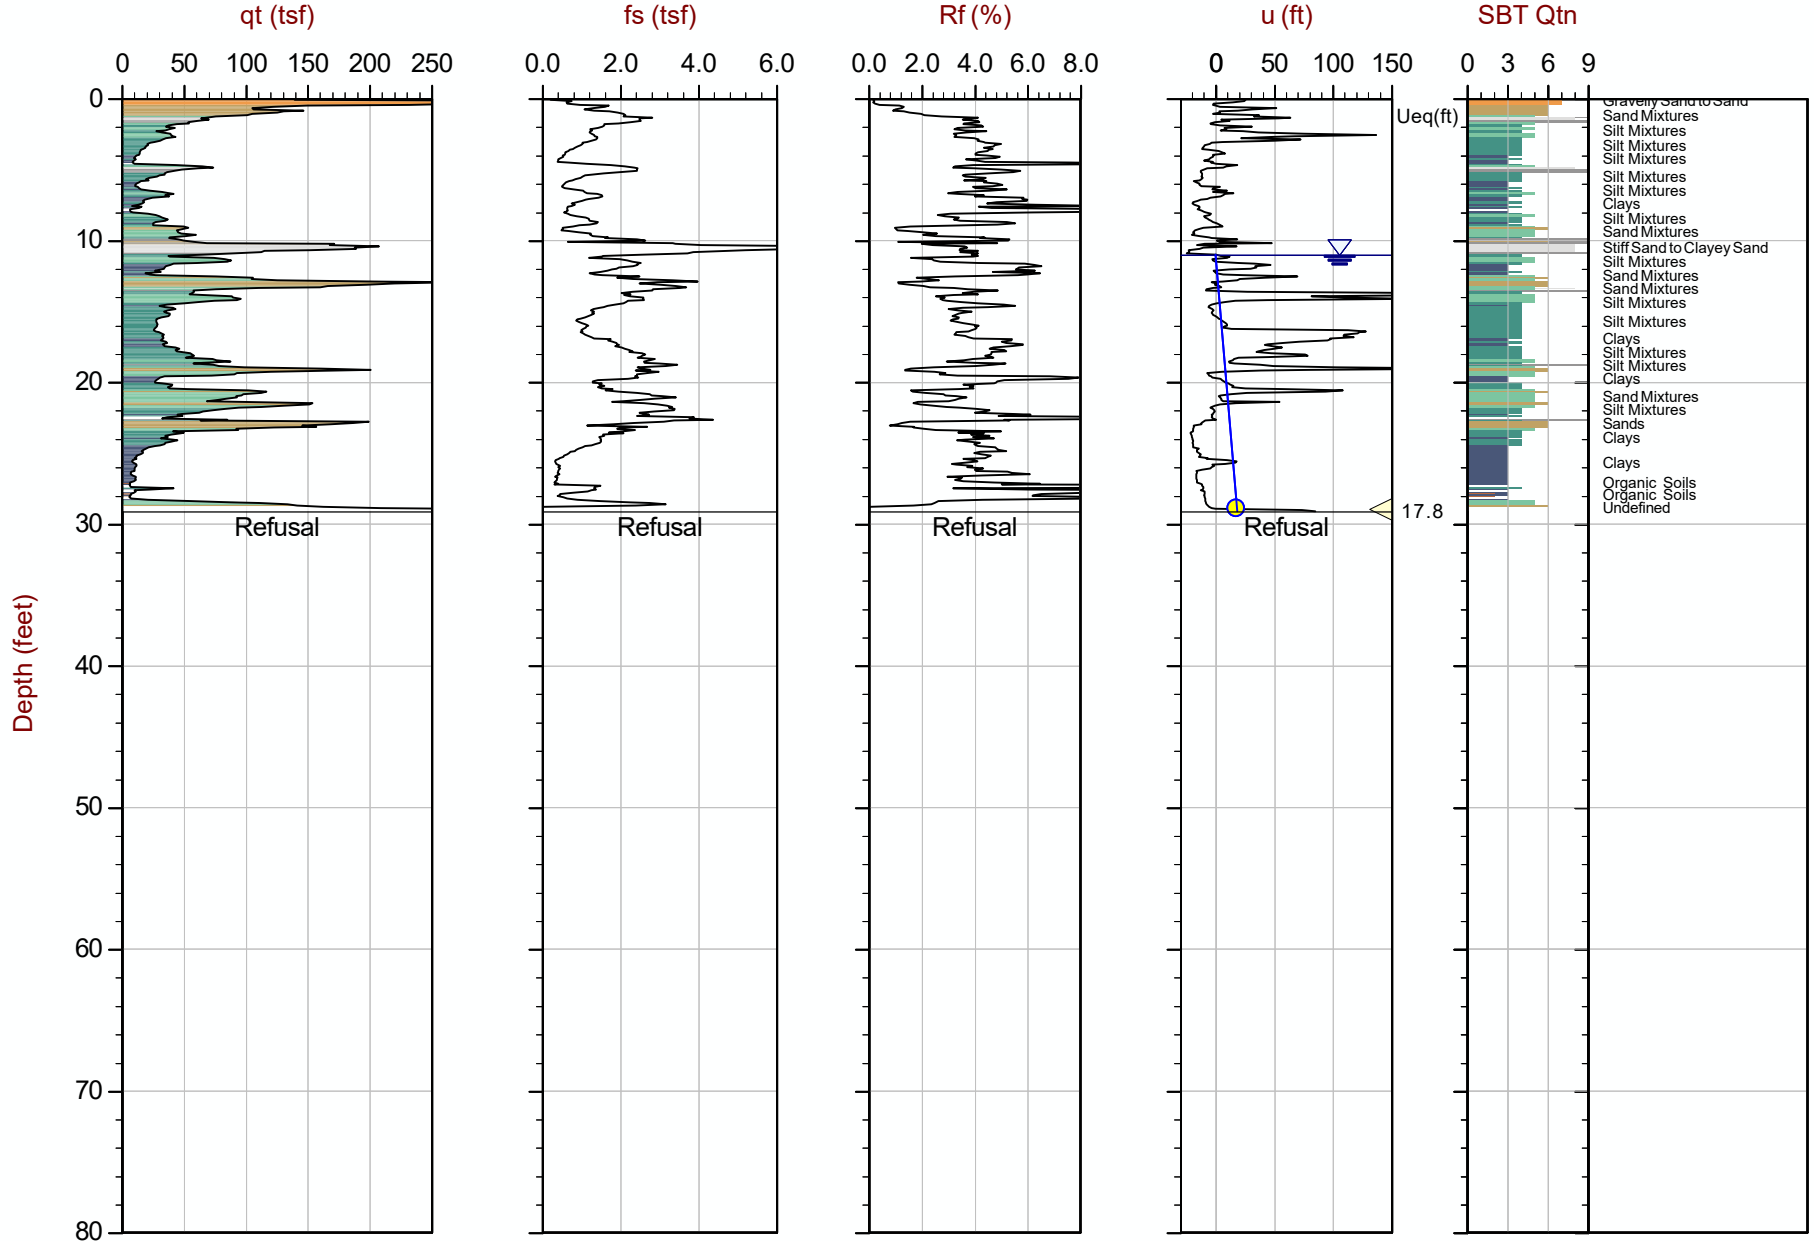 qt (tsf) fs (tsf) Rf (%) u (ft) SBT Qtn
0 50 100 150 200 250 0.0 2.0 4.0 6.0 0.0 2.0 4.0 6.0 8.0 0 50 100 150 0 3 6 9
0
10
20
30
40
50
60
70
80
Depth (feet)
Refusal
Refusal
Refusal
Refusal
Ueq(ft)
17.8
Gravelly Sand to Sand
Sand Mixtures
Silt Mixtures
Silt Mixtures
Silt Mixtures
Silt Mixtures
Silt Mixtures
Clays
Silt Mixtures
Sand Mixtures
Stiff Sand to Clayey Sand
Silt Mixtures
Sand Mixtures
Sand Mixtures
Silt Mixtures
Silt Mixtures
Clays
Silt Mixtures
Silt Mixtures
Clays
Sand Mixtures
Silt Mixtures
Sands
Clays
Clays
Organic Soils
Organic Soils
Undefined